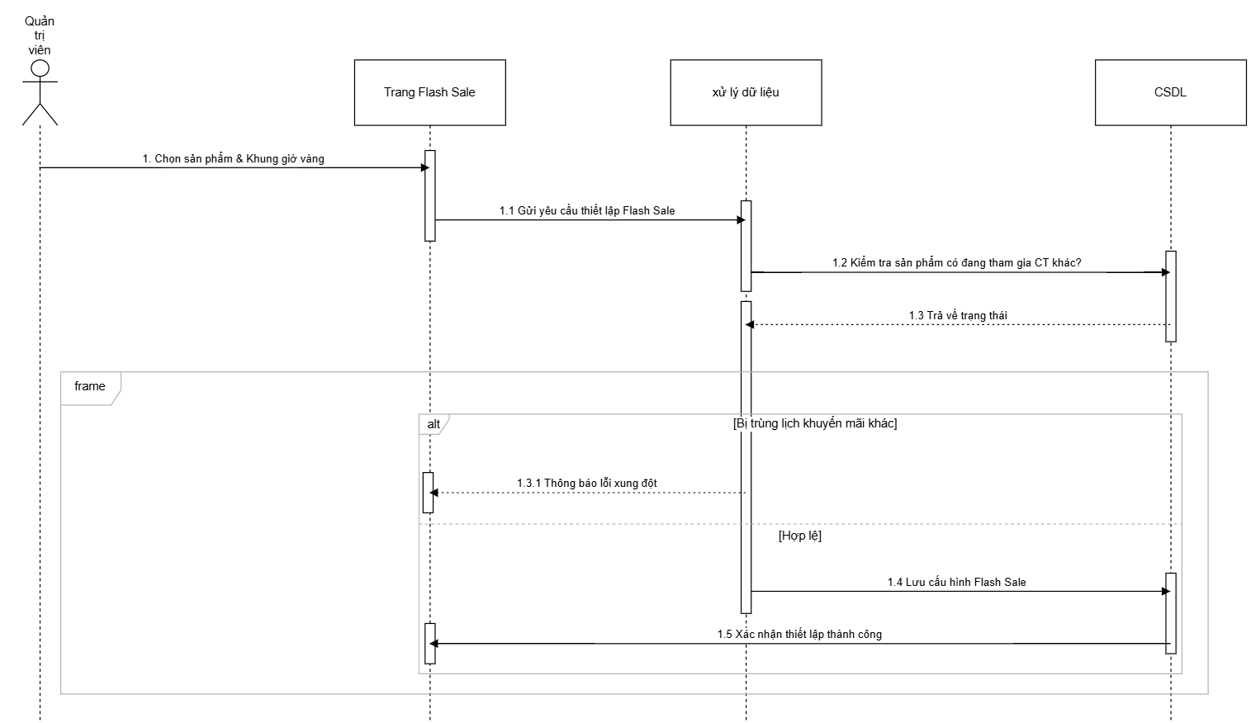 Quản
trị
viên
Trang Flash Sale
xử lý dữ liệu
CSDL
1. Chọn sản phẩm & Khung giờ vàng
1.1 Gửi yêu cầu thiết lập Flash Sale
1.2 Kiểm tra sản phẩm có đang tham gia CT khác?
1.3 Trả về trạng thái
frame
alt
[Bị trùng lịch khuyến mãi khác]
1.3.1 Thông báo lỗi xung đột
[Hợp lệ]
1.4 Lưu cấu hình Flash Sale
1.5 Xác nhận thiết lập thành công